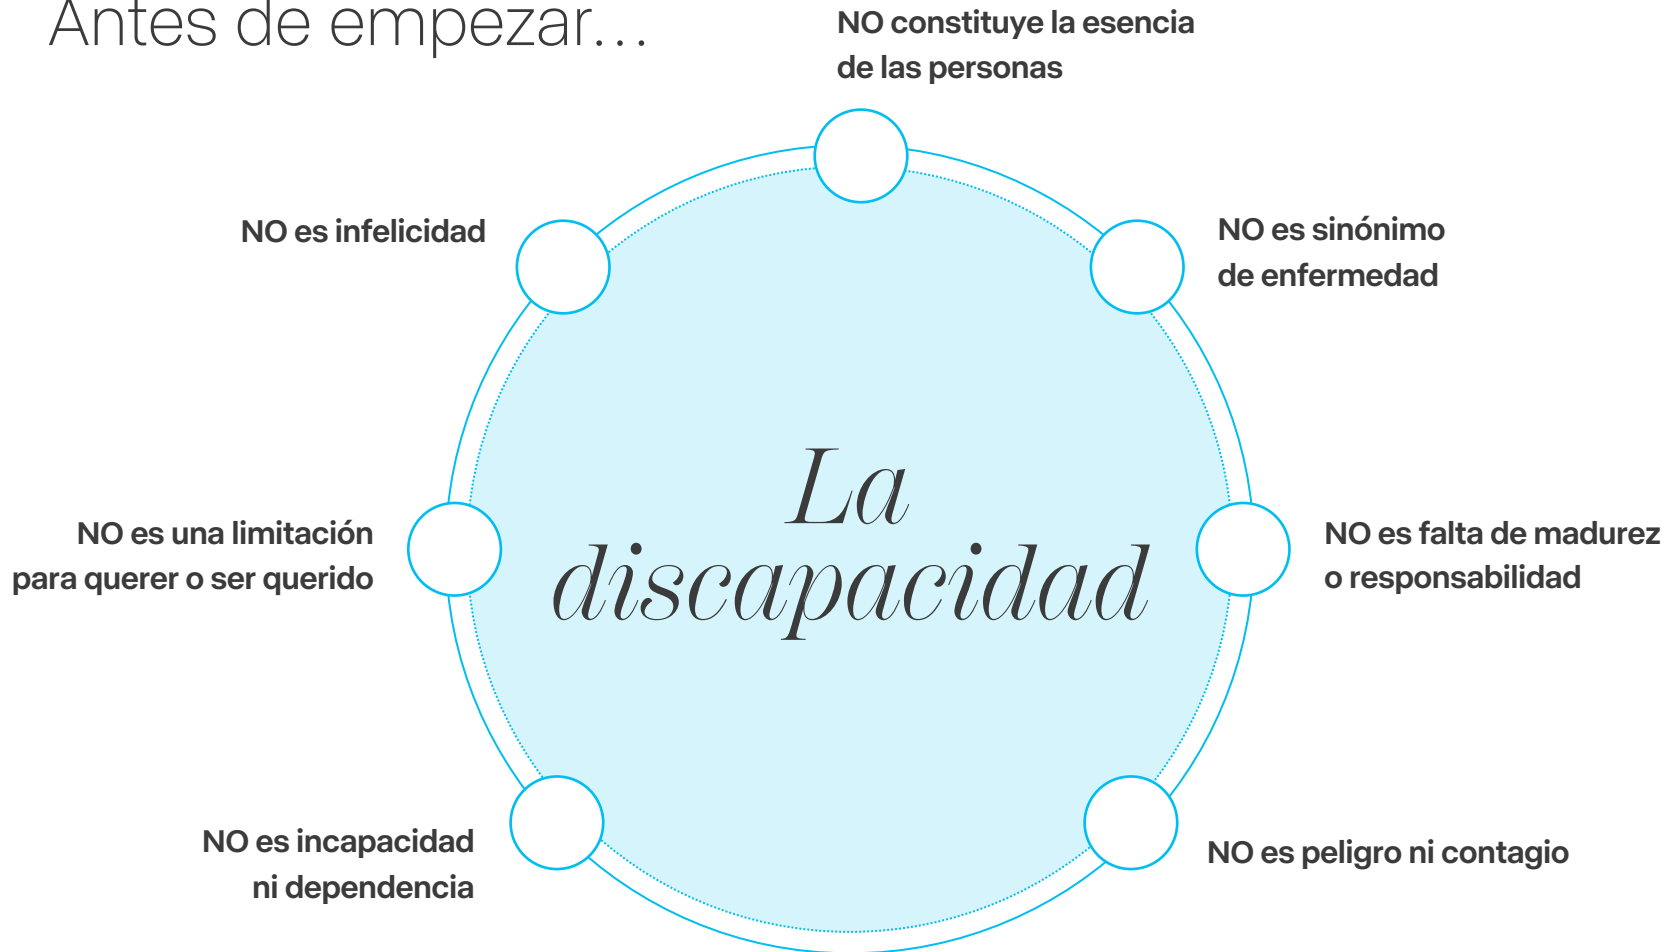 Antes de empezar...
NO constituye la esencia
de las personas
NO es infelicidad
NO es sinónimo
de enfermedad
La
discapacidad
NO es una limitación
para querer o ser querido
NO es falta de madurez
o responsabilidad
NO es incapacidad
ni dependencia
NO es peligro ni contagio